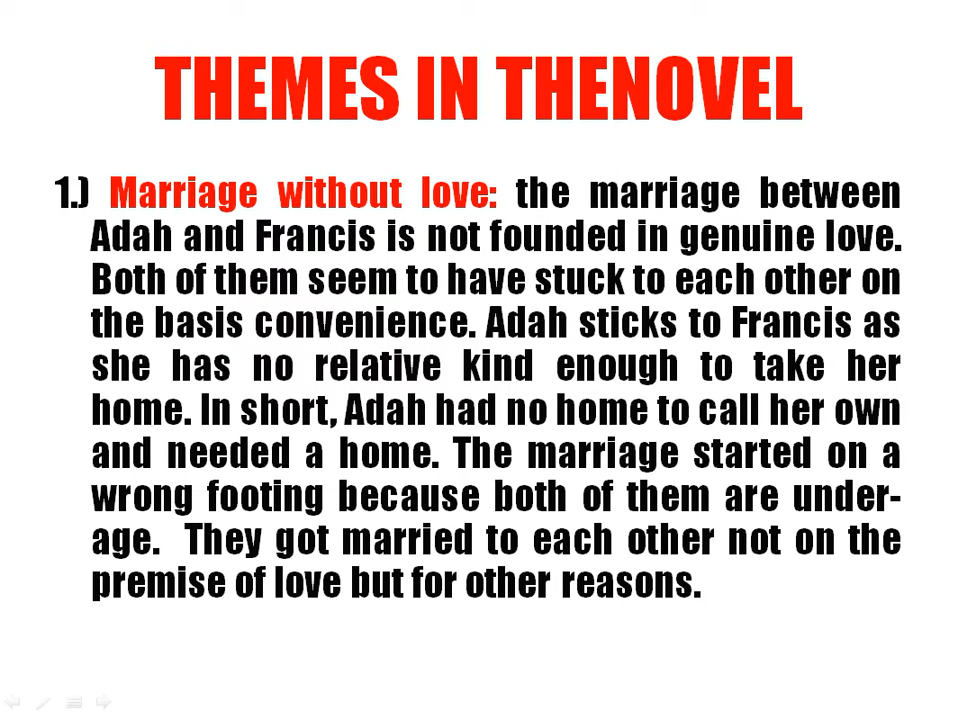 THEMES IN THENOVEL
1.) Marriage without love: the marriage between
Adah and Francis is not founded in genuine love.
Both of them seem to have stuck to each other on
the basis convenience. Adah sticks to Francis as
she has no relative kind enough to take her
home. In short, Adah had no home to call her own
and needed a home. The marriage started on a
wrong footing because both of them are under-
age. They got married to each other not on the
premise of love but for other reasons.